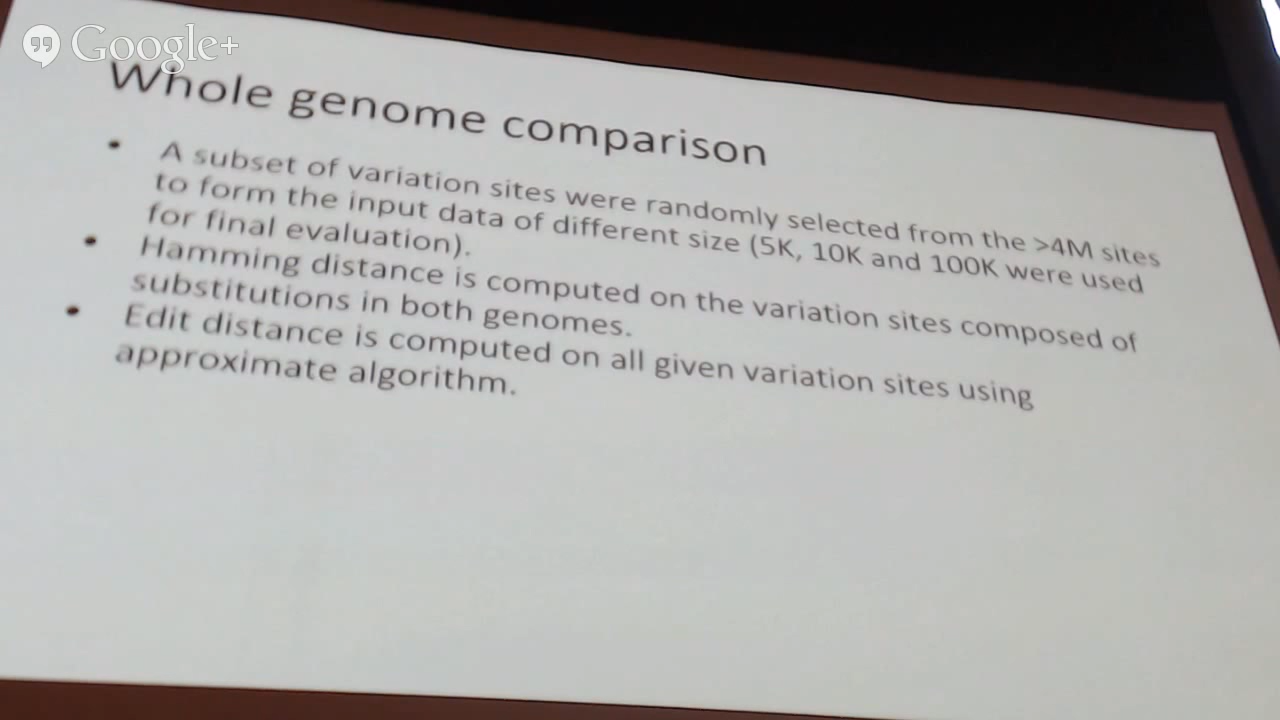 Google+
Whole genome comparison
• A subset of variation sites were randomly selected from the >4M sites
to form the input data of different size (5K, 10K and 100K were used
for final evaluation).
• Hamming distance is computed on the variation sites composed of
substitutions in both genomes.
• Edit distance is computed on all given variation sites using
approximate algorithm.